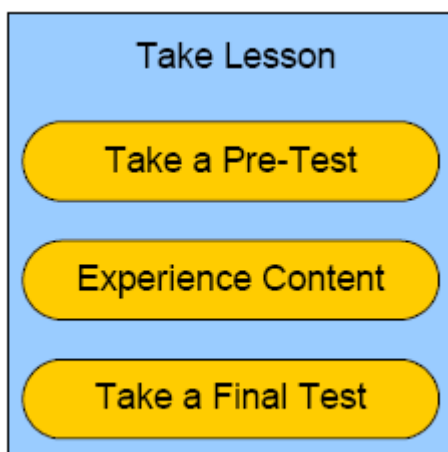 Take Lesson
Take a Pre-Test
Experience Content
Take a Final Test